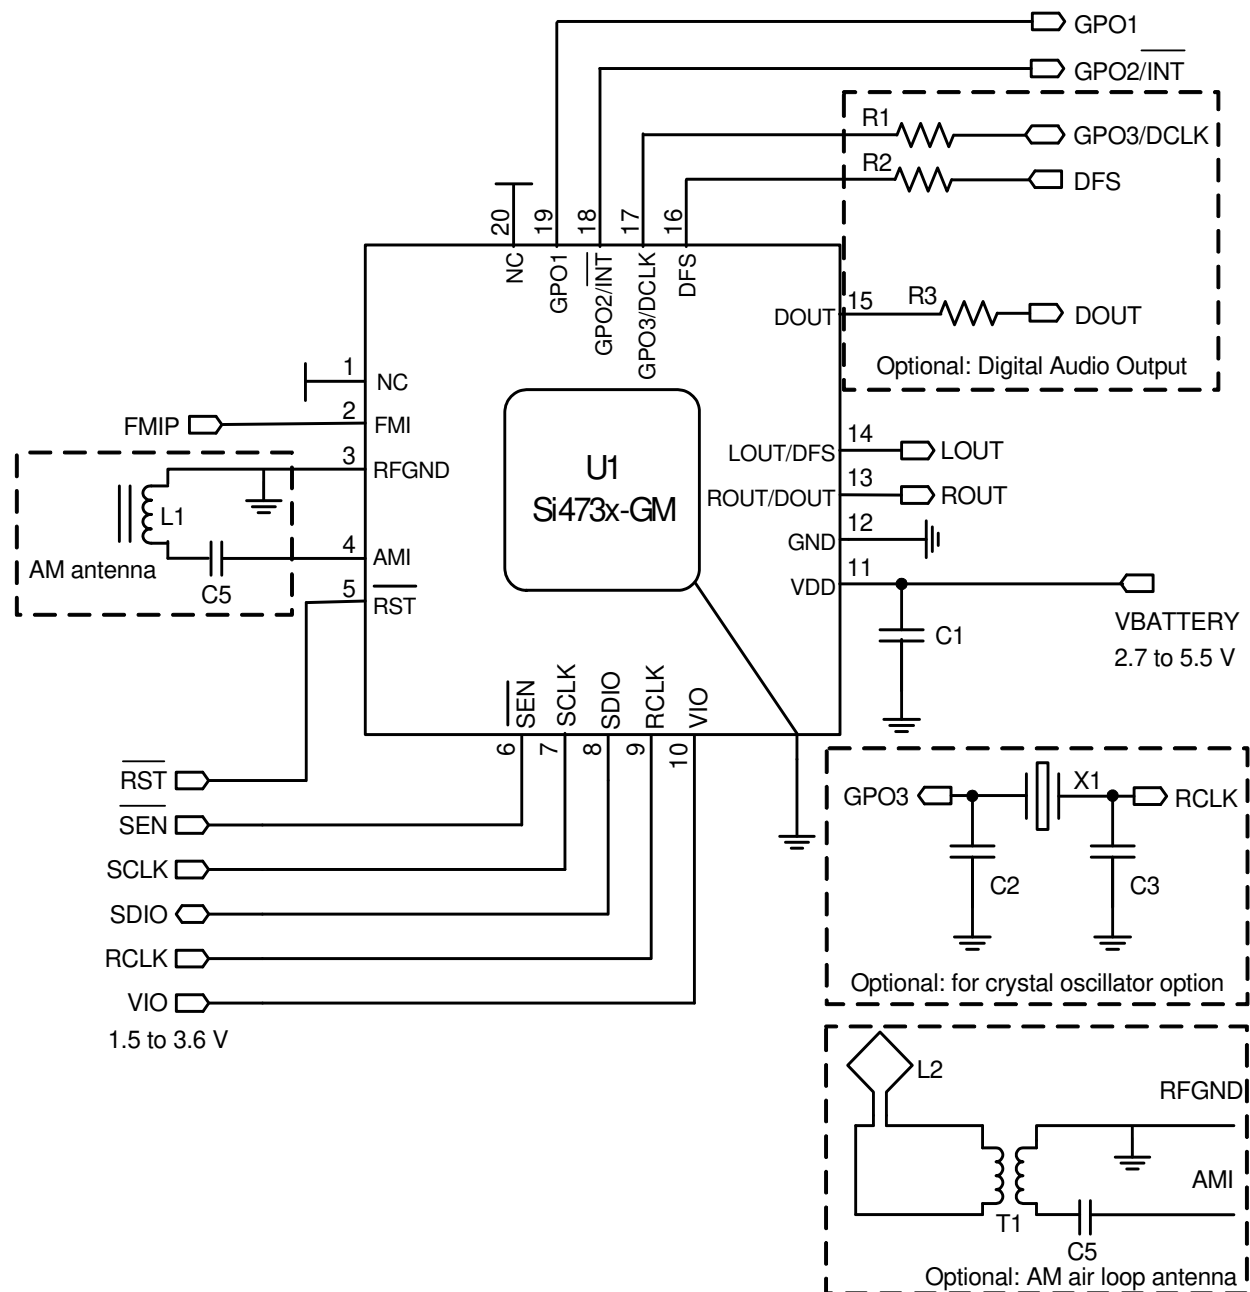 GPO1
GPO2/INT
R1
GPO3/DCLK
R2
DFS
20
19
18
17
16
NC
GPO1
GPO2/INT
GPO3/DCLK
DFS
DOUT
15
R3
DOUT
Optional: Digital Audio Output
1
NC
FMIP
2
FMI
3
RFGND
L1
4
AMI
AM antenna
C5
5
RST
U1
Si473x-GM
LOUT/DFS
14
LOUT
ROUT/DOUT
13
ROUT
GND
12
VDD
11
C1
VBATTERY
2.7 to 5.5 V
SEN
SCLK
SDIO
RCLK
VIO
6
7
8
9
10
RST
SEN
SCLK
SDIO
RCLK
VIO
1.5 to 3.6 V
GPO3
X1
RCLK
C2
C3
Optional: for crystal oscillator option
L2
RFGND
AMI
T1
C5
Optional: AM air loop antenna